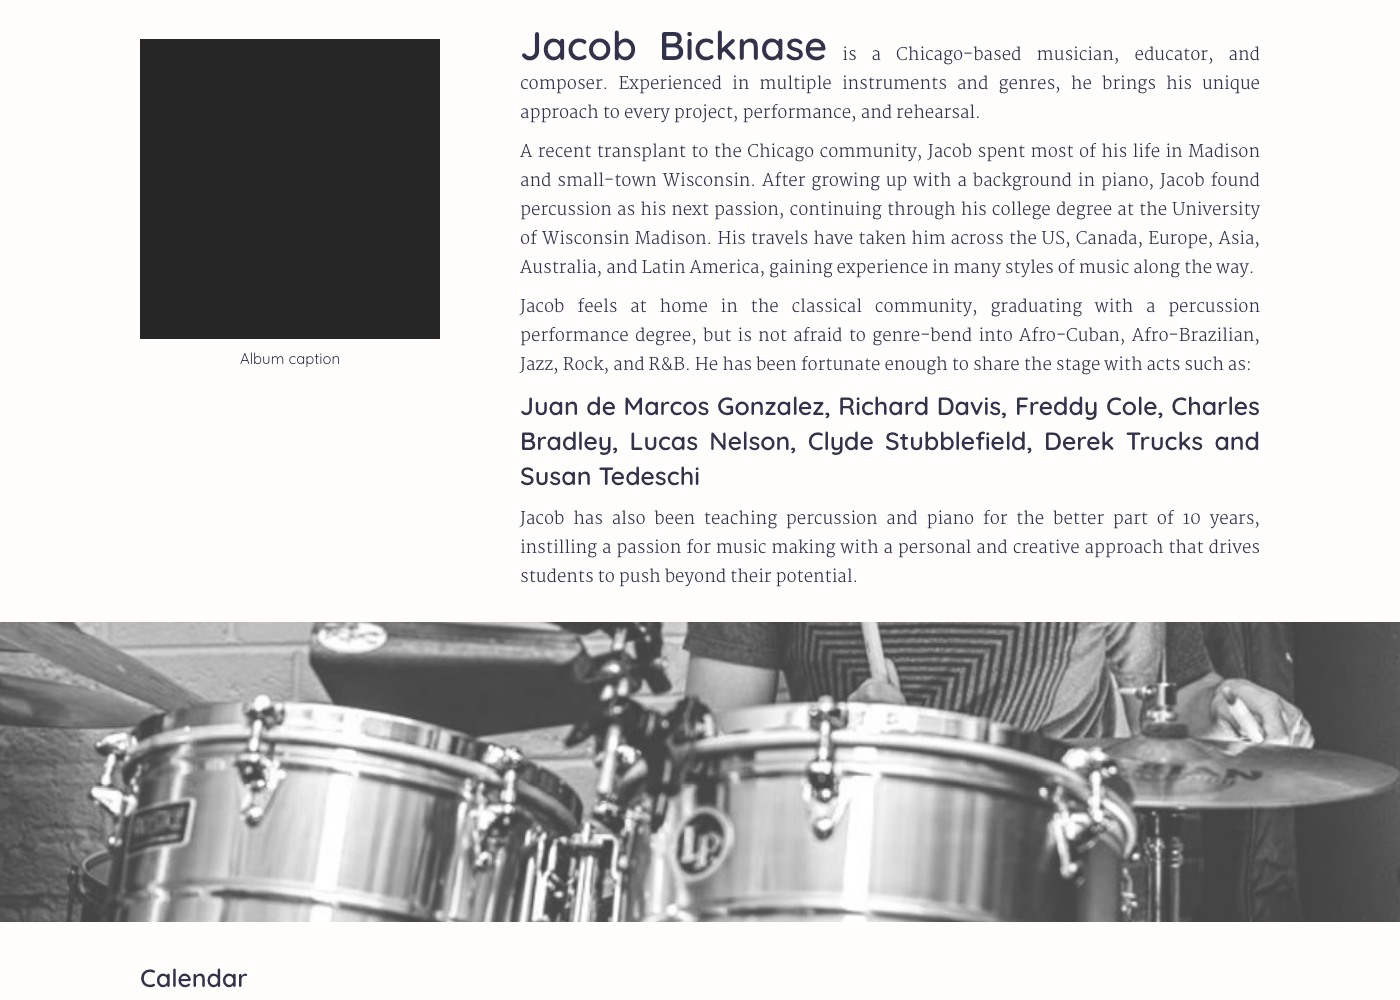 Jacob Bicknase is a Chicago-based musician, educator, and
composer. Experienced in multiple instruments and genres, he brings his unique
approach to every project, performance, and rehearsal.
A recent transplant to the Chicago community, Jacob spent most of his life in Madison
and small-town Wisconsin. After growing up with a background in piano, Jacob found
percussion as his next passion, continuing through his college degree at the University
of Wisconsin Madison. His travels have taken him across the US, Canada, Europe, Asia,
Australia, and Latin America, gaining experience in many styles of music along the way.
Jacob feels at home in the classical community, graduating with a percussion
performance degree, but is not afraid to genre-bend into Afro-Cuban, Afro-Brazilian,
Jazz, Rock, and R&B. He has been fortunate enough to share the stage with acts such as:
Juan de Marcos Gonzalez, Richard Davis, Freddy Cole, Charles
Bradley, Lucas Nelson, Clyde Stubblefield, Derek Trucks and
Susan Tedeschi
Jacob has also been teaching percussion and piano for the better part of 10 years,
instilling a passion for music making with a personal and creative approach that drives
students to push beyond their potential.
Album caption
LP
Calendar